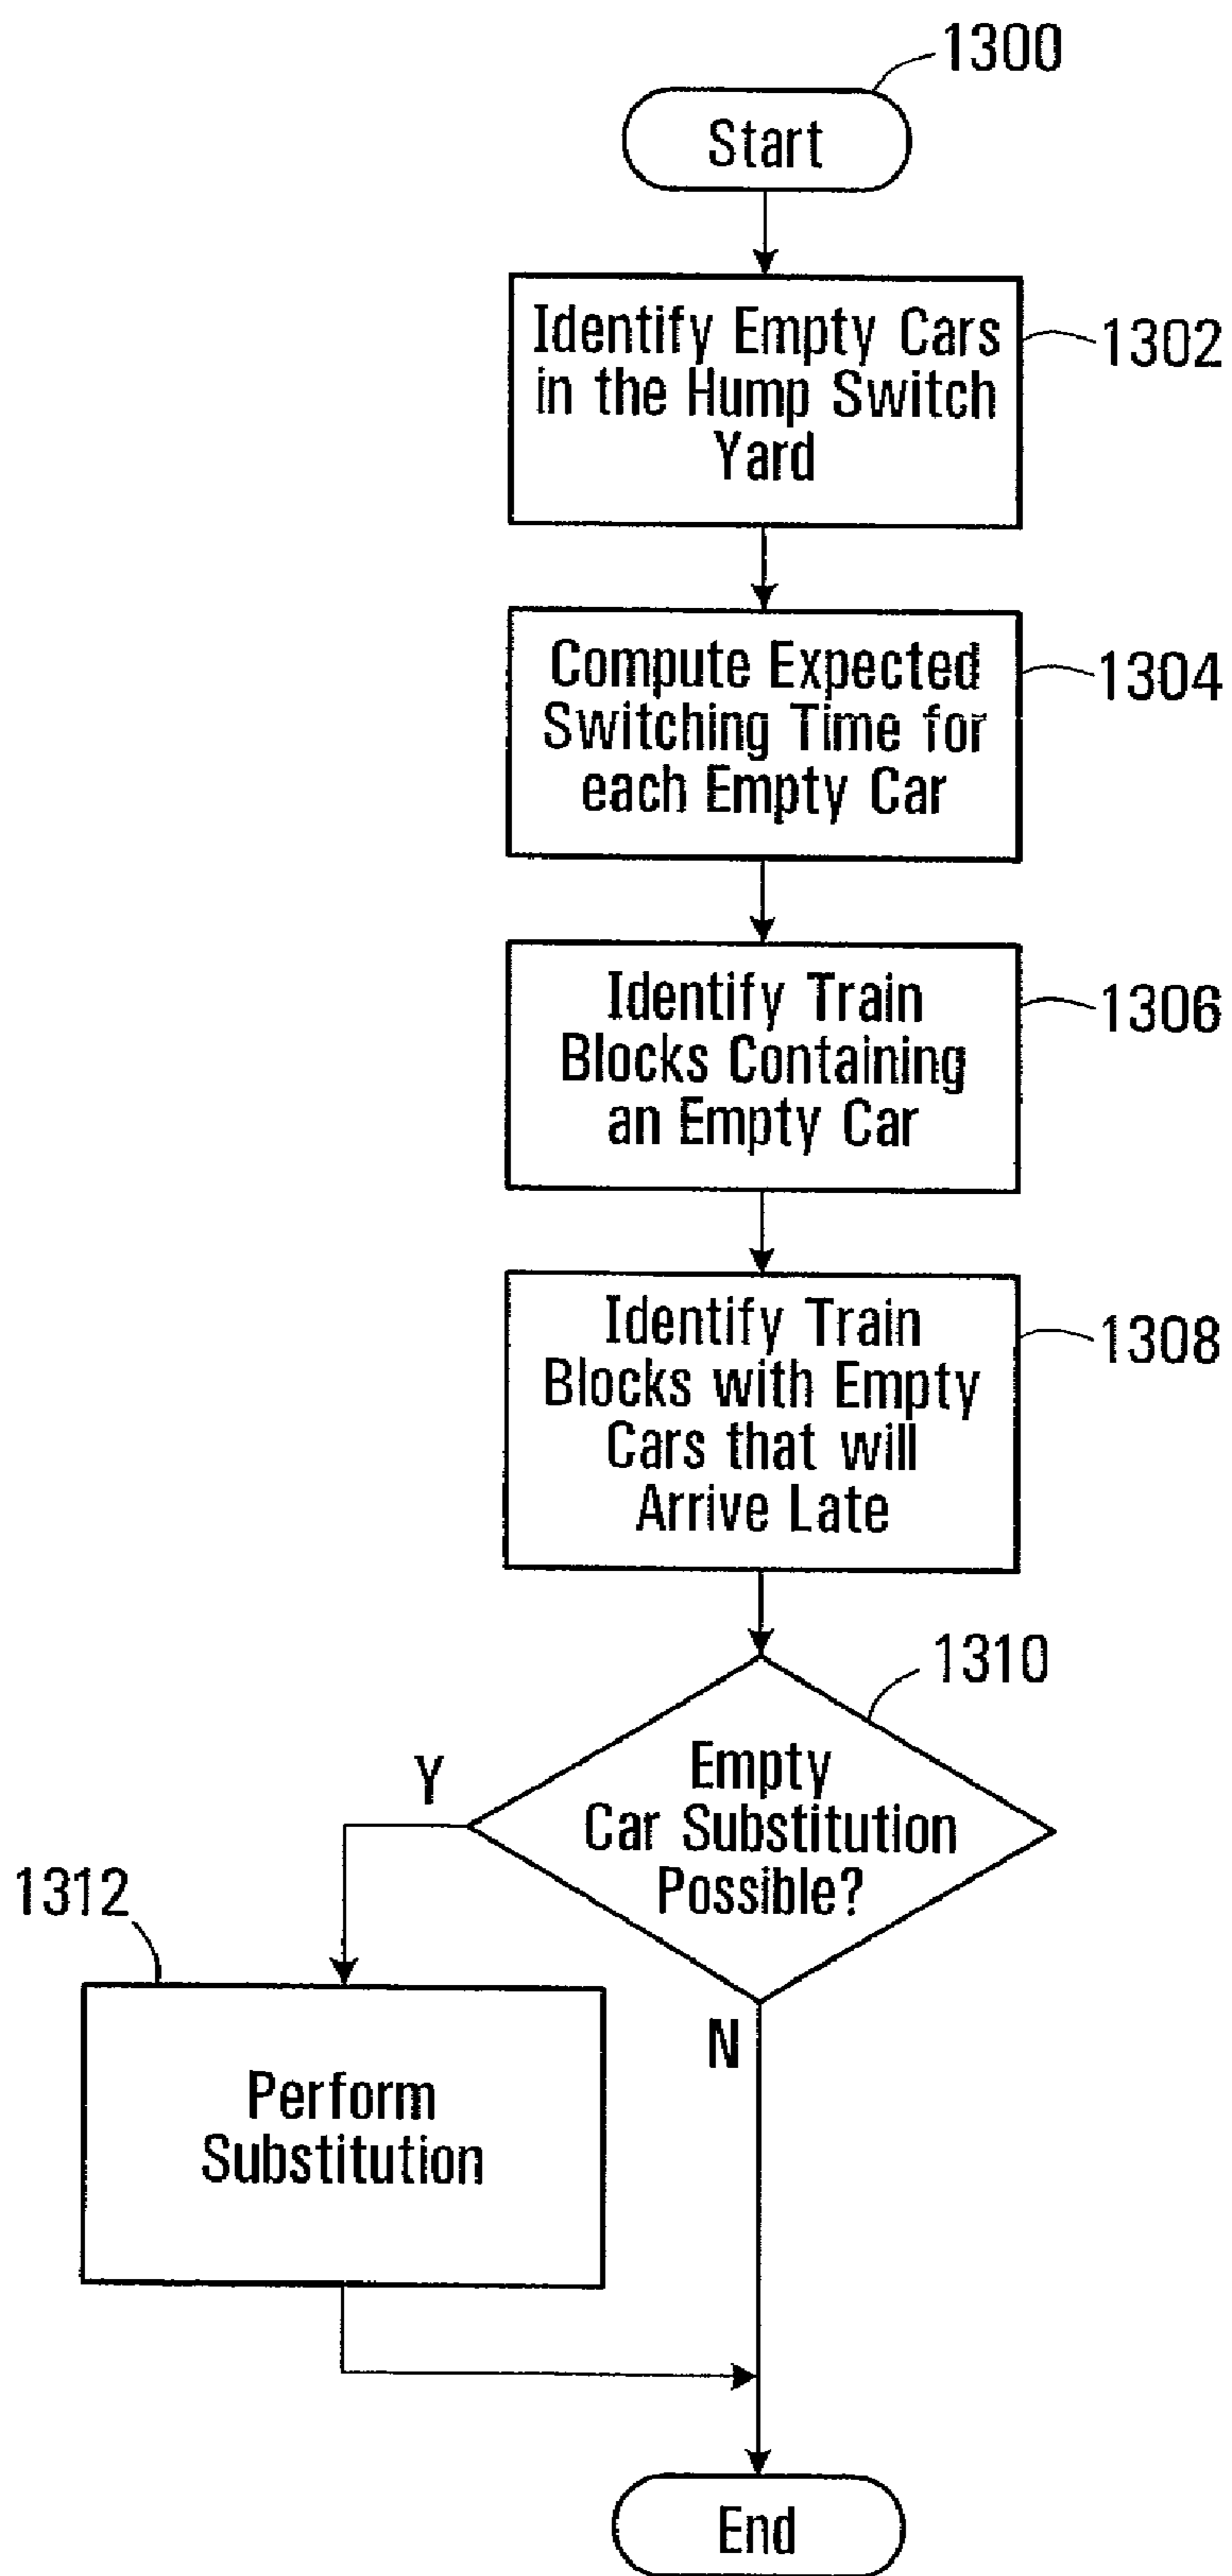 1300
Start
Identify Empty Cars
in the Hump Switch
Yard
1302
Compute Expected
Switching Time for
each Empty Car
1304
Identify Train
Blocks Containing
an Empty Car
1306
Identify Train
Blocks with Empty
Cars that will
Arrive Late
1308
1310
Empty
Car Substitution
Possible?
Y
1312
N
Perform
Substitution
End